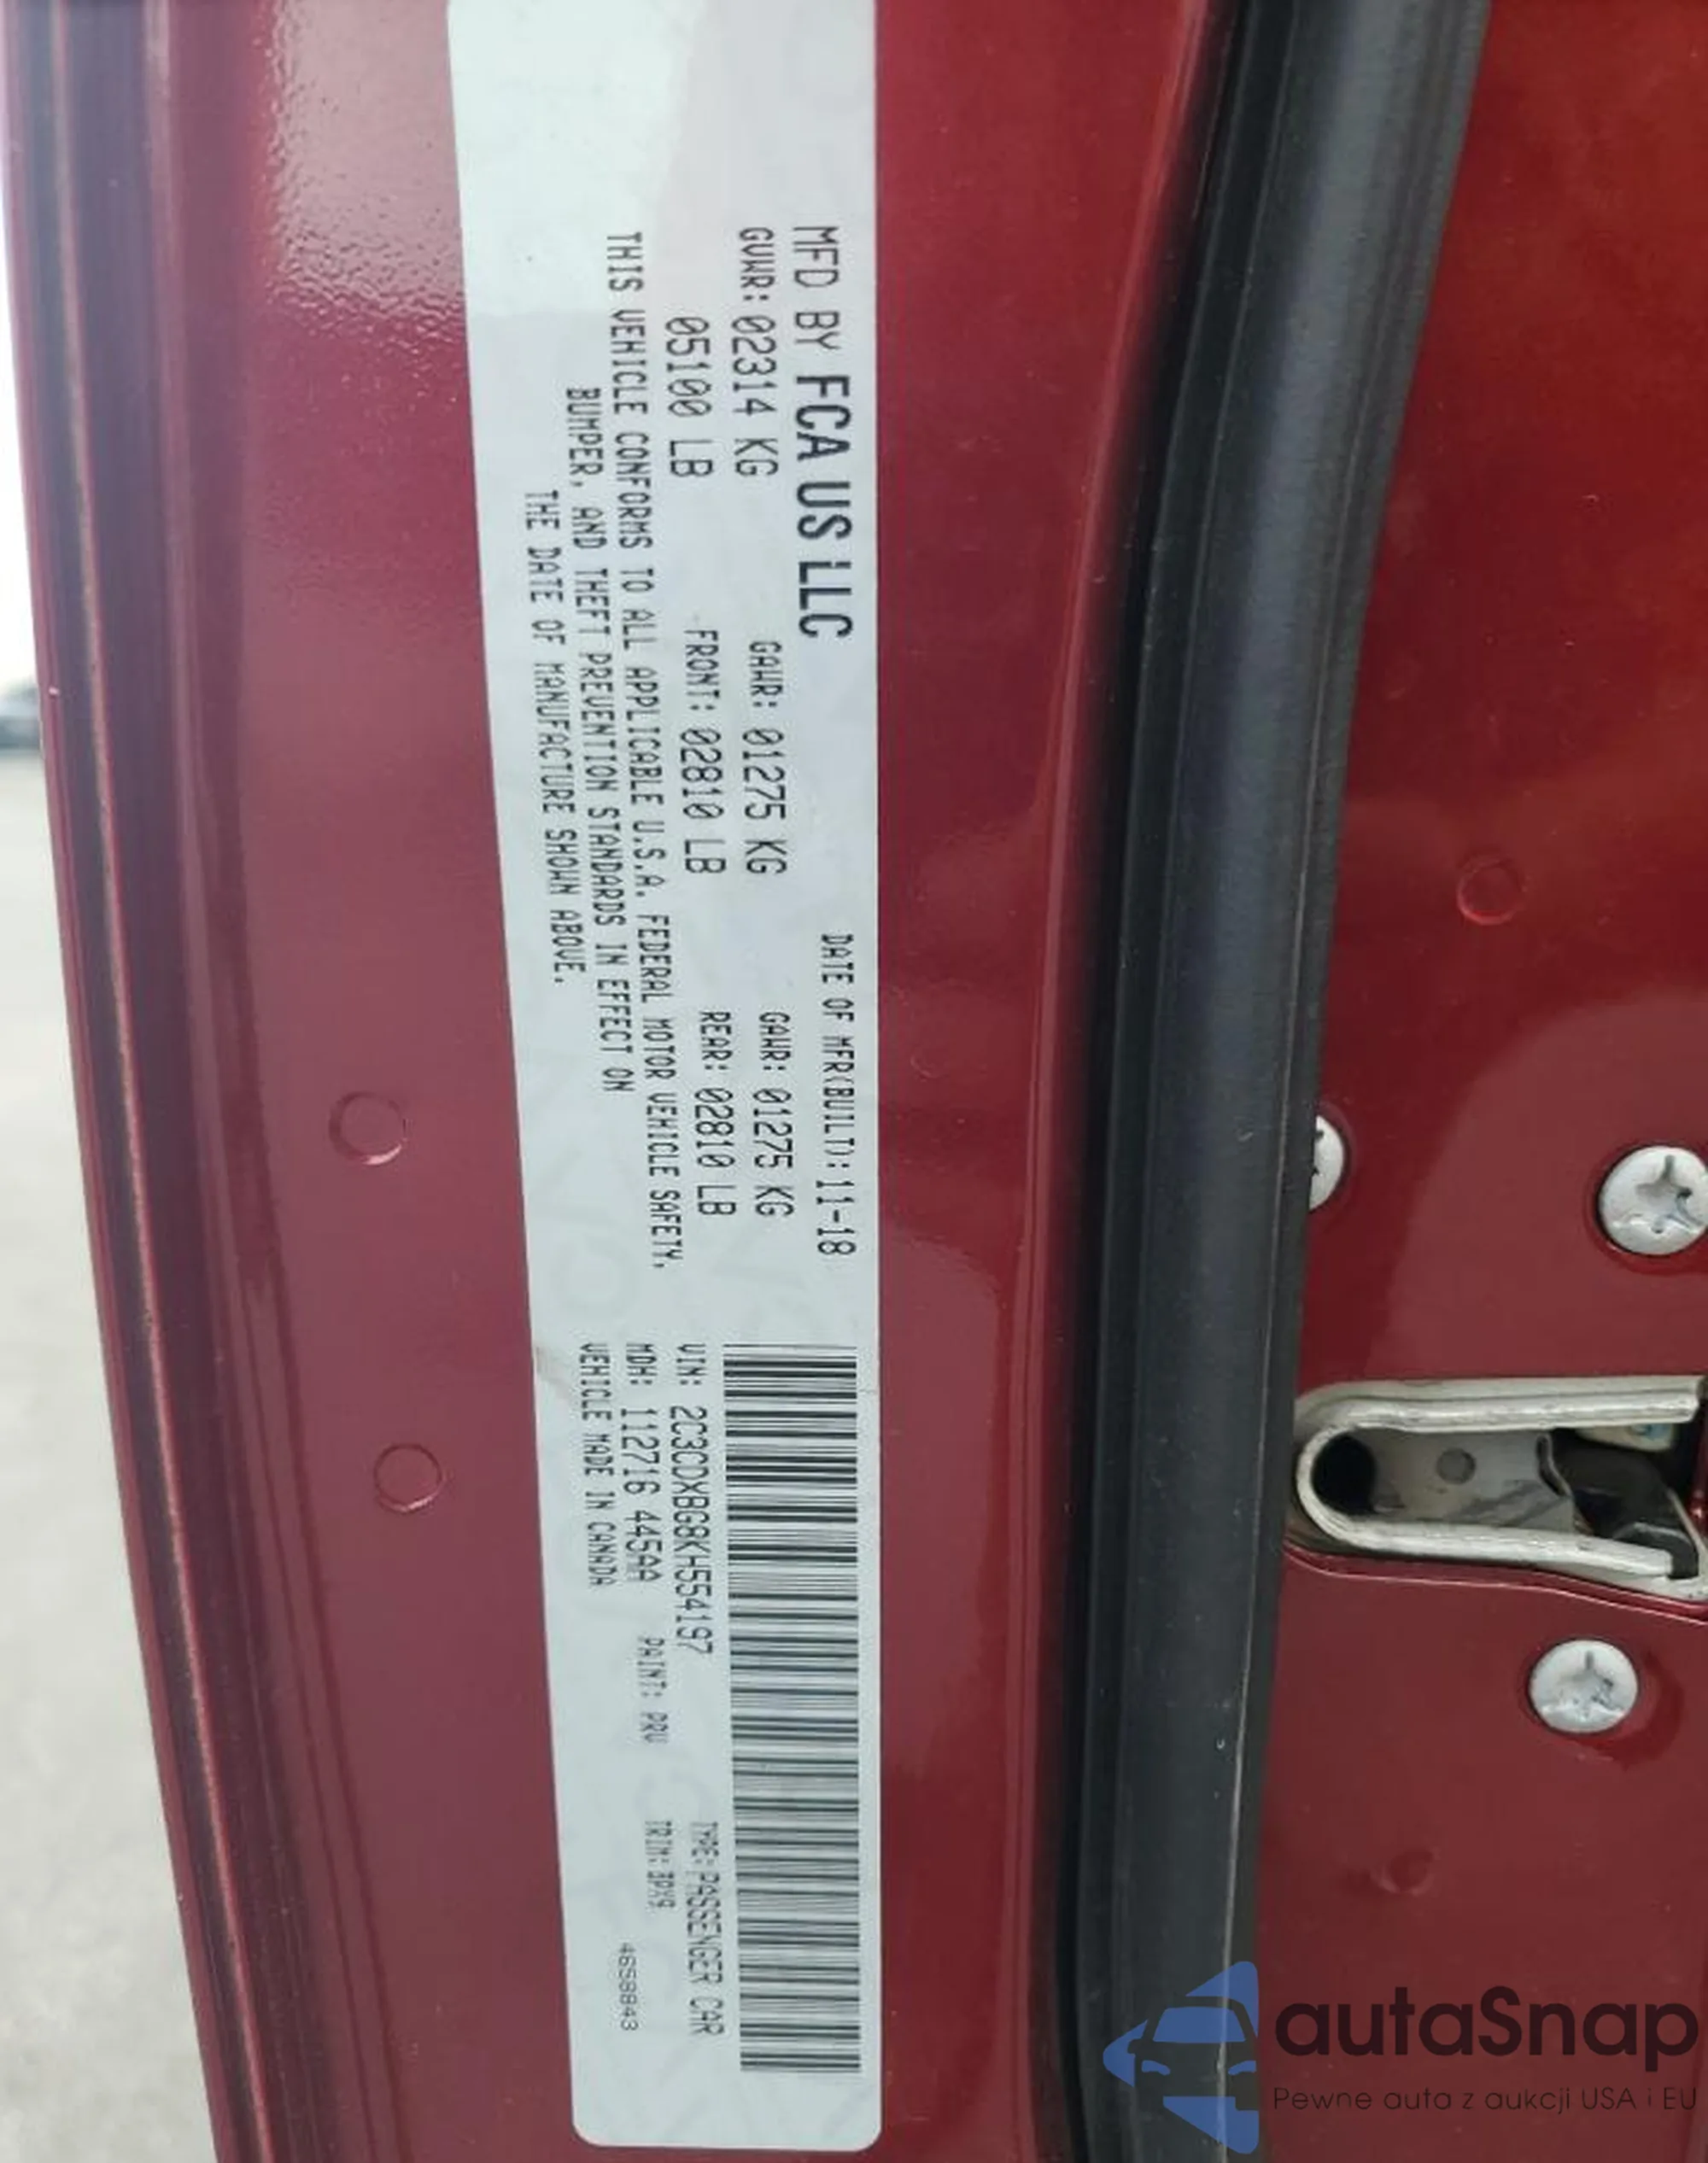 MFD BY FCA US LLC
DATE OF MFR(BUILT): 11-18
GVWR: 02314 KG
GAWR: 01275 KG
GAWR: 01275 KG
05100 LB
FRONT: 02810 LB
REAR: 02810 LB
THIS VEHICLE CONFORMS TO ALL APPLICABLE U.S.A. FEDERAL MOTOR VEHICLE SAFETY,
BUMPER, AND THEFT PREVENTION STANDARDS IN EFFECT ON
THE DATE OF MANUFACTURE SHOWN ABOVE.
VIN: 2C3CDXBG8KH554197
TYPE: PASSENGER CAR
MDH: 112716 445AA
PAINT: PRV
TRIM:
VEHICLE MADE IN CANADA
4658843
autaSnap
Pewne auta z aukcji USA i EU